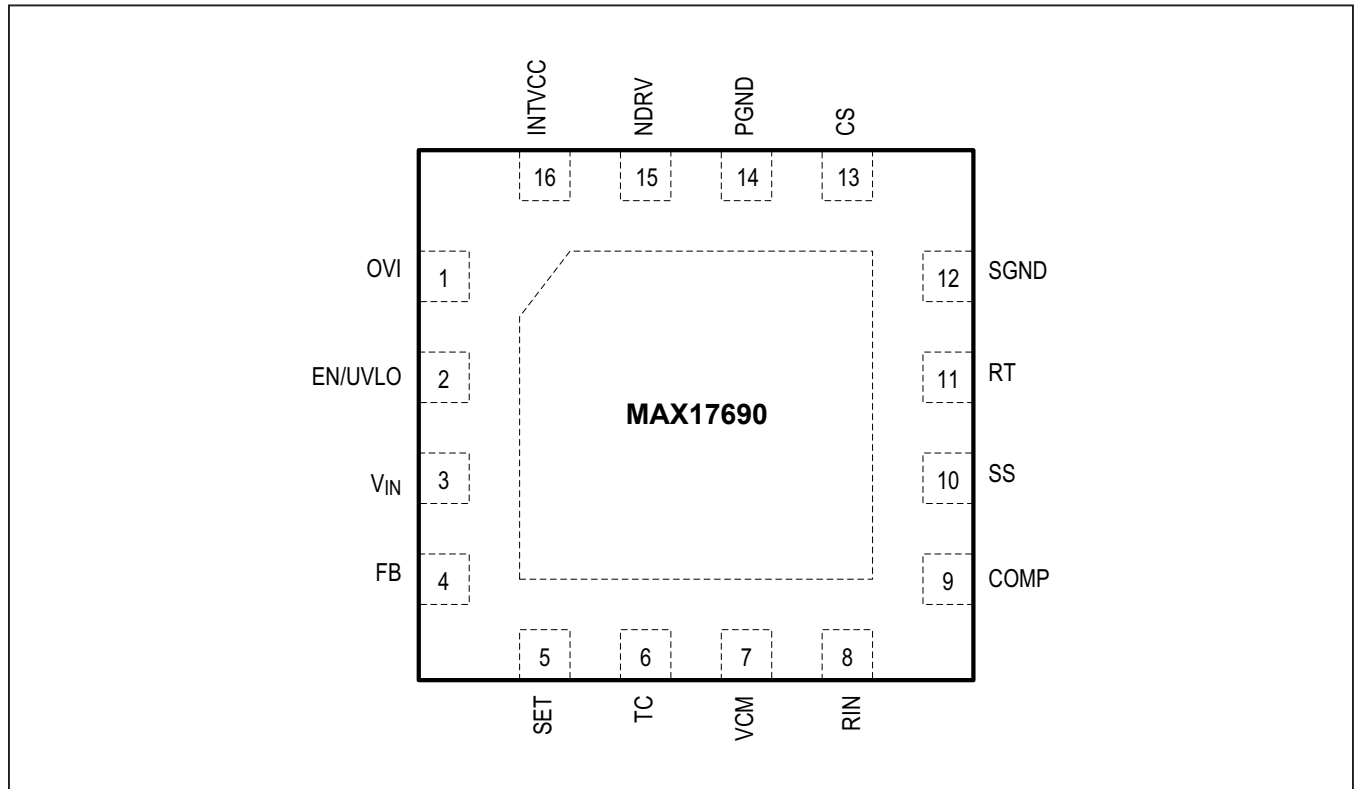 INTVCC
NDRV
PGND
CS
16
15
14
13
OVI
1
12
SGND
EN/UVLO
2
11
RT
MAX17690
VIN
3
10
SS
FB
4
9
COMP
5
6
7
8
SET
TC
VCM
RIN